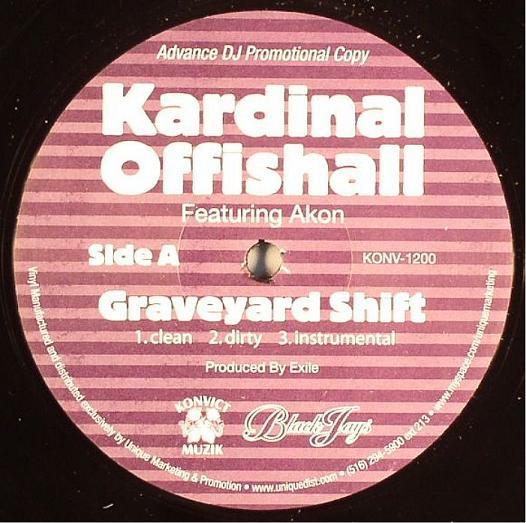 Advance DJ Promotional Copy
Kardinal
Offishall
Featuring Akon
Side A
KONV-1200
Graveyard Shift
1.clean 2.dirty 3.instrumental
Produced By Exile
KONVICT
MUZIK
Black Jays
Vinyl Manufactured and distributed exclusively by Unique Marketing & Promotion • www.uniquedist.com • (516) 294-5900 ext 213 • www.myspace.com/uniquemarketing